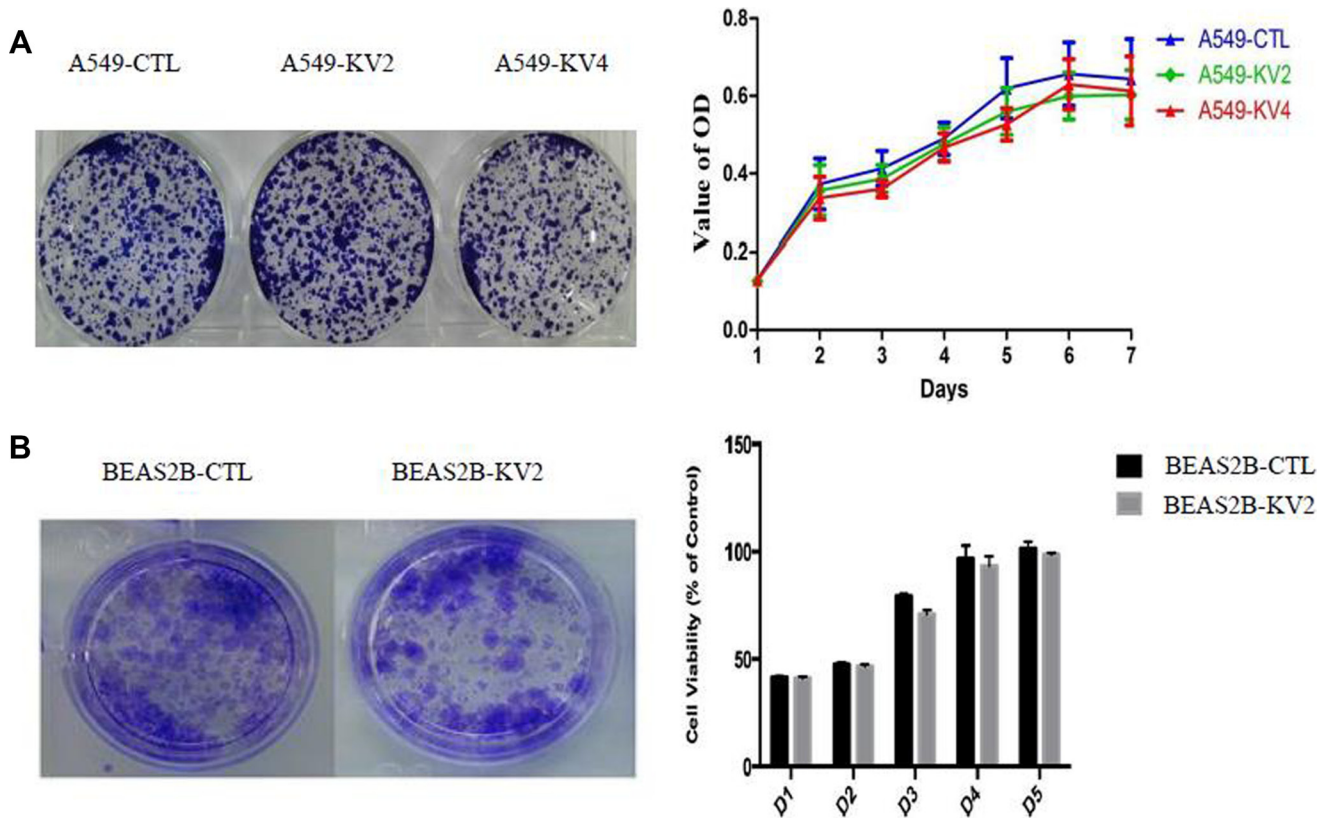 A
A549-CTL A549-KV2 A549-KV4
0.8
0.6
0.4
0.2
0.0
Value of OD
1 2 3 4 5 6 7
Days
A549-CTL
A549-KV2
A549-KV4
B
BEAS2B-CTL BEAS2B-KV2
150
100
50
0
Cell Viability (% of Control)
D1 D2 D3 D4 D5
BEAS2B-CTL
BEAS2B-KV2